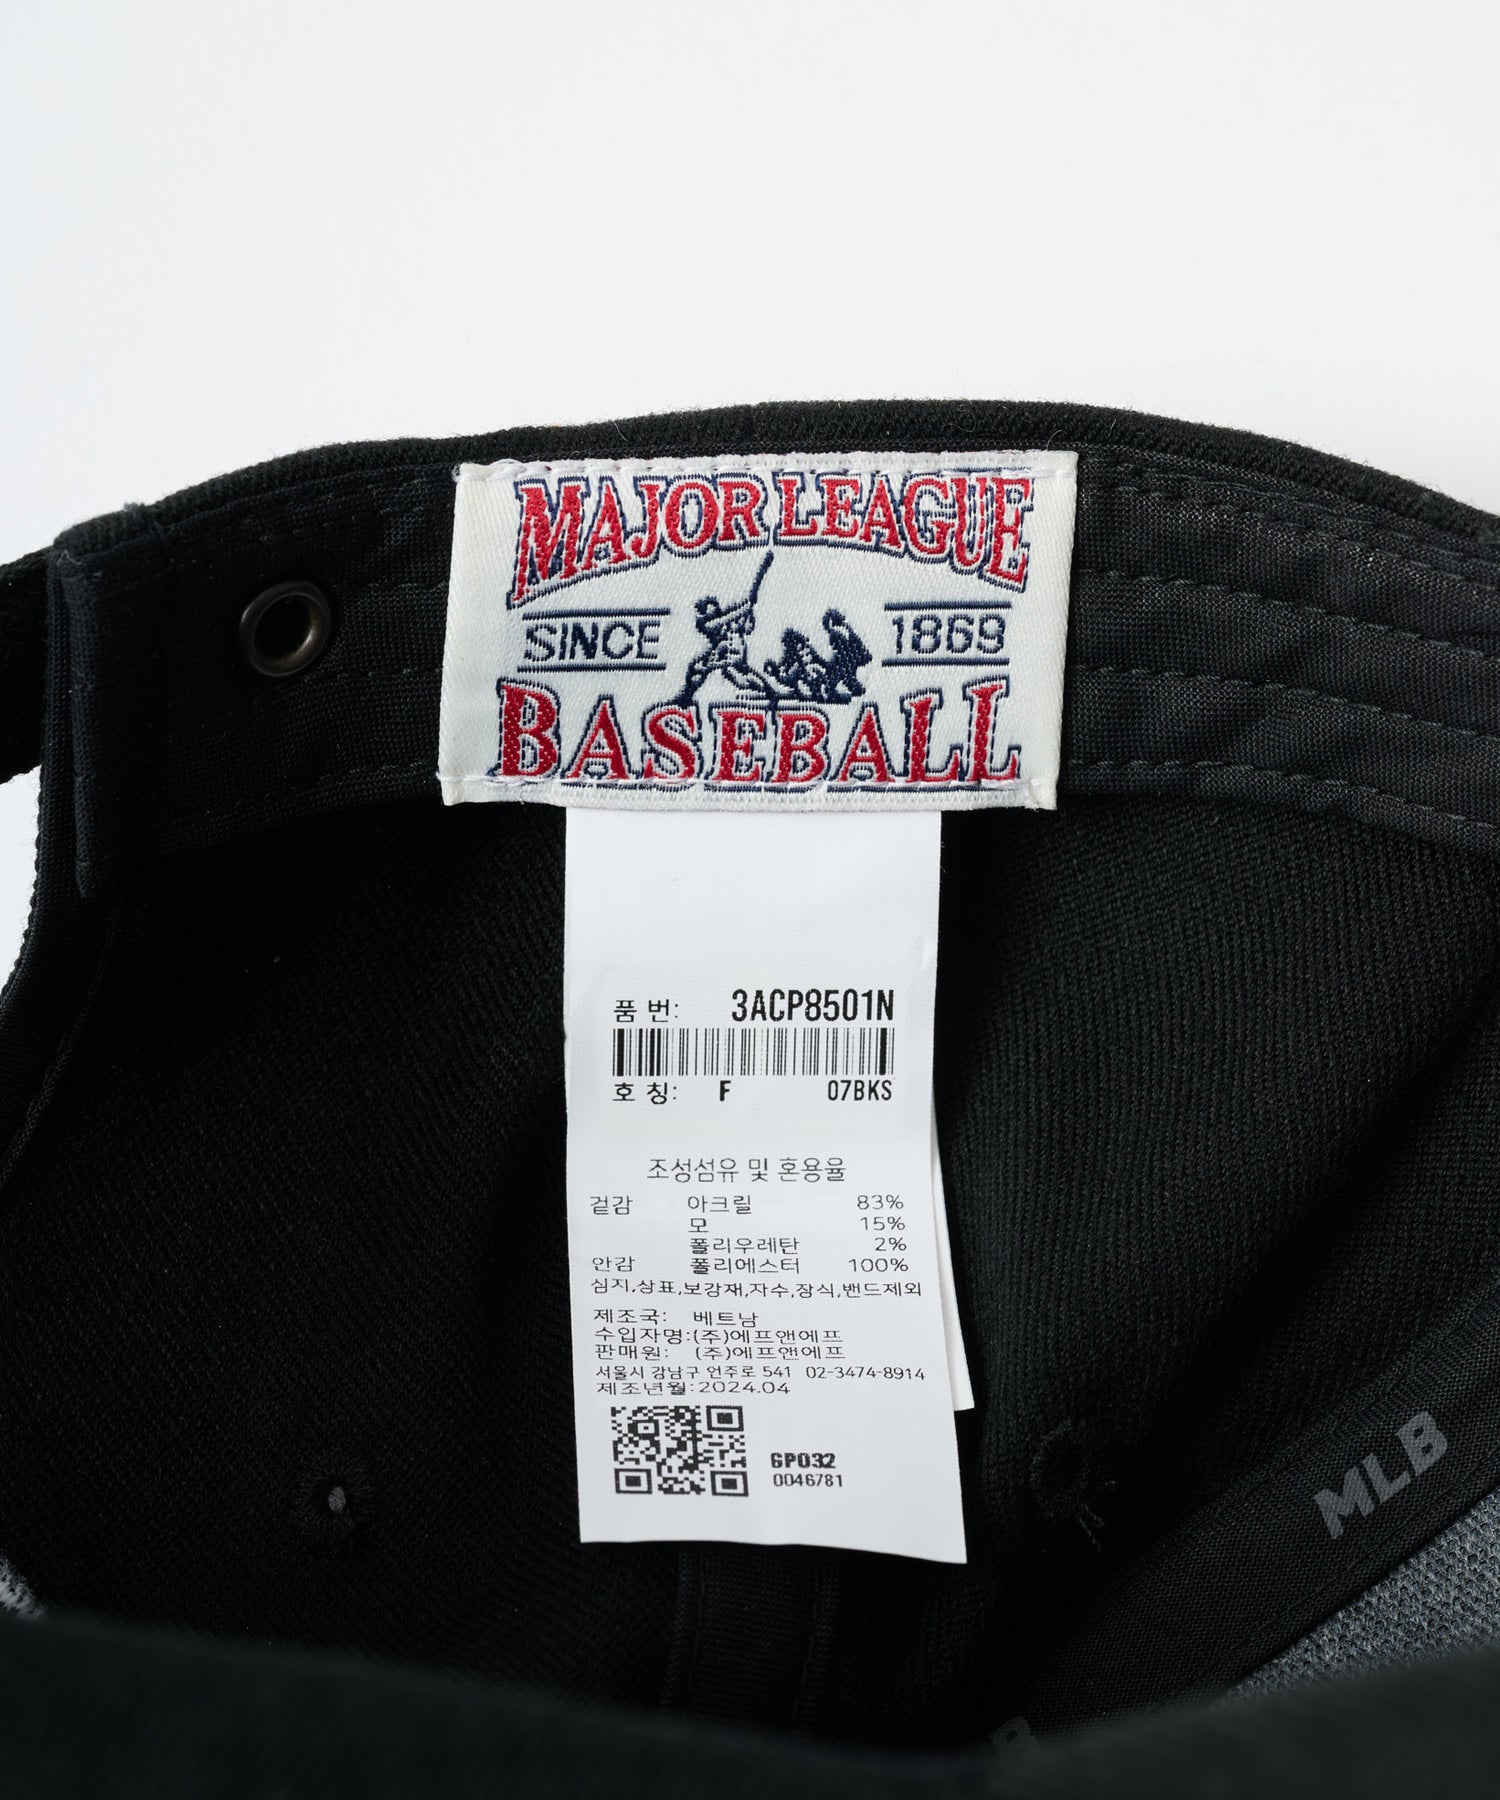 MAJOR LEAGUE
SINCE 1869
BASEBALL
품 번: 3ACP8501N
호 칭: F 07BKS
조성섬유 및 혼용율
겉감 아크릴 83%
모 15%
폴리우레탄 2%
안감 폴리에스터 100%
심지,상표,보강재,자수,장식,밴드제외
제조국: 베트남
수입자명:(주)에프앤에프
판매원: (주)에프앤에프
서울시 강남구 언주로 541 02-3474-8914
제조년월:2024.04
GP032
0046781
MLB